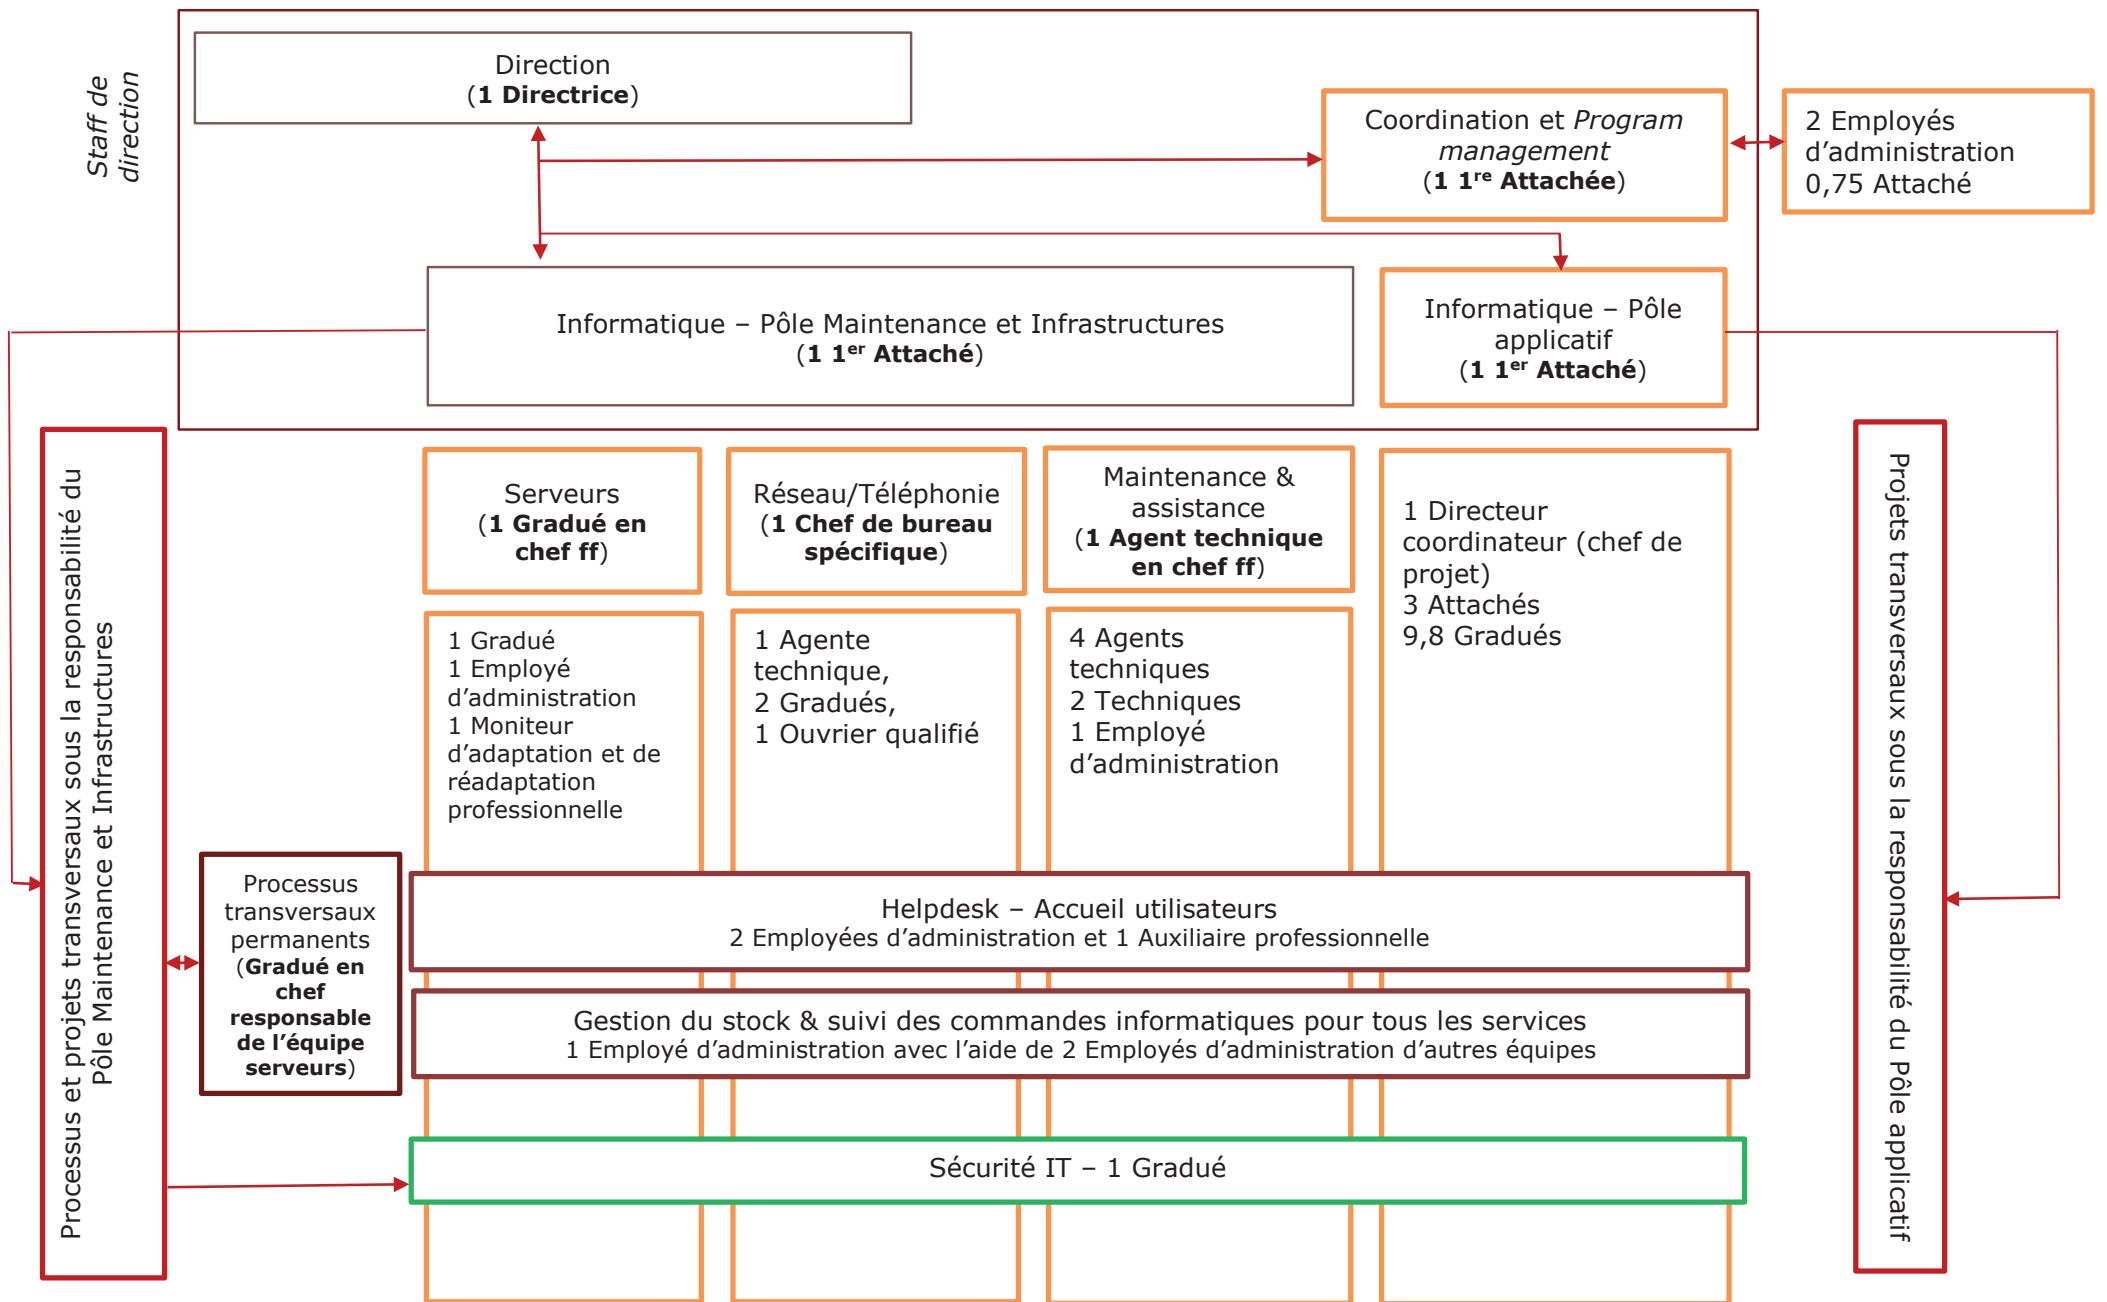 Staff de
direction
Direction
(1 Directrice)
Coordination et Program
management
(1 1re Attachée)
2 Employés
d’administration
0,75 Attaché
Informatique – Pôle Maintenance et Infrastructures
(1 1er Attaché)
Informatique – Pôle
applicatif
(1 1er Attaché)
Processus et projets transversaux sous la responsabilité du
Pôle Maintenance et Infrastructures
Serveurs
(1 Gradué en
chef ff)
Réseau/Téléphonie
(1 Chef de bureau
spécifique)
Maintenance &
assistance
(1 Agent technique
en chef ff)
1 Directeur
coordinateur (chef de
projet)
3 Attachés
9,8 Gradués
1 Gradué
1 Employé
d’administration
1 Moniteur
d’adaptation et de
réadaptation
professionnelle
1 Agente
technique,
2 Gradués,
1 Ouvrier qualifié
4 Agents
techniques
2 Techniques
1 Employé
d’administration
Projets transversaux sous la responsabilité du Pôle applicatif
Processus
transversaux
permanents
(Gradué en
chef
responsable
de l’équipe
serveurs)
Helpdesk – Accueil utilisateurs
2 Employées d’administration et 1 Auxiliaire professionnelle
Gestion du stock & suivi des commandes informatiques pour tous les services
1 Employé d’administration avec l’aide de 2 Employés d’administration d’autres équipes
Sécurité IT – 1 Gradué